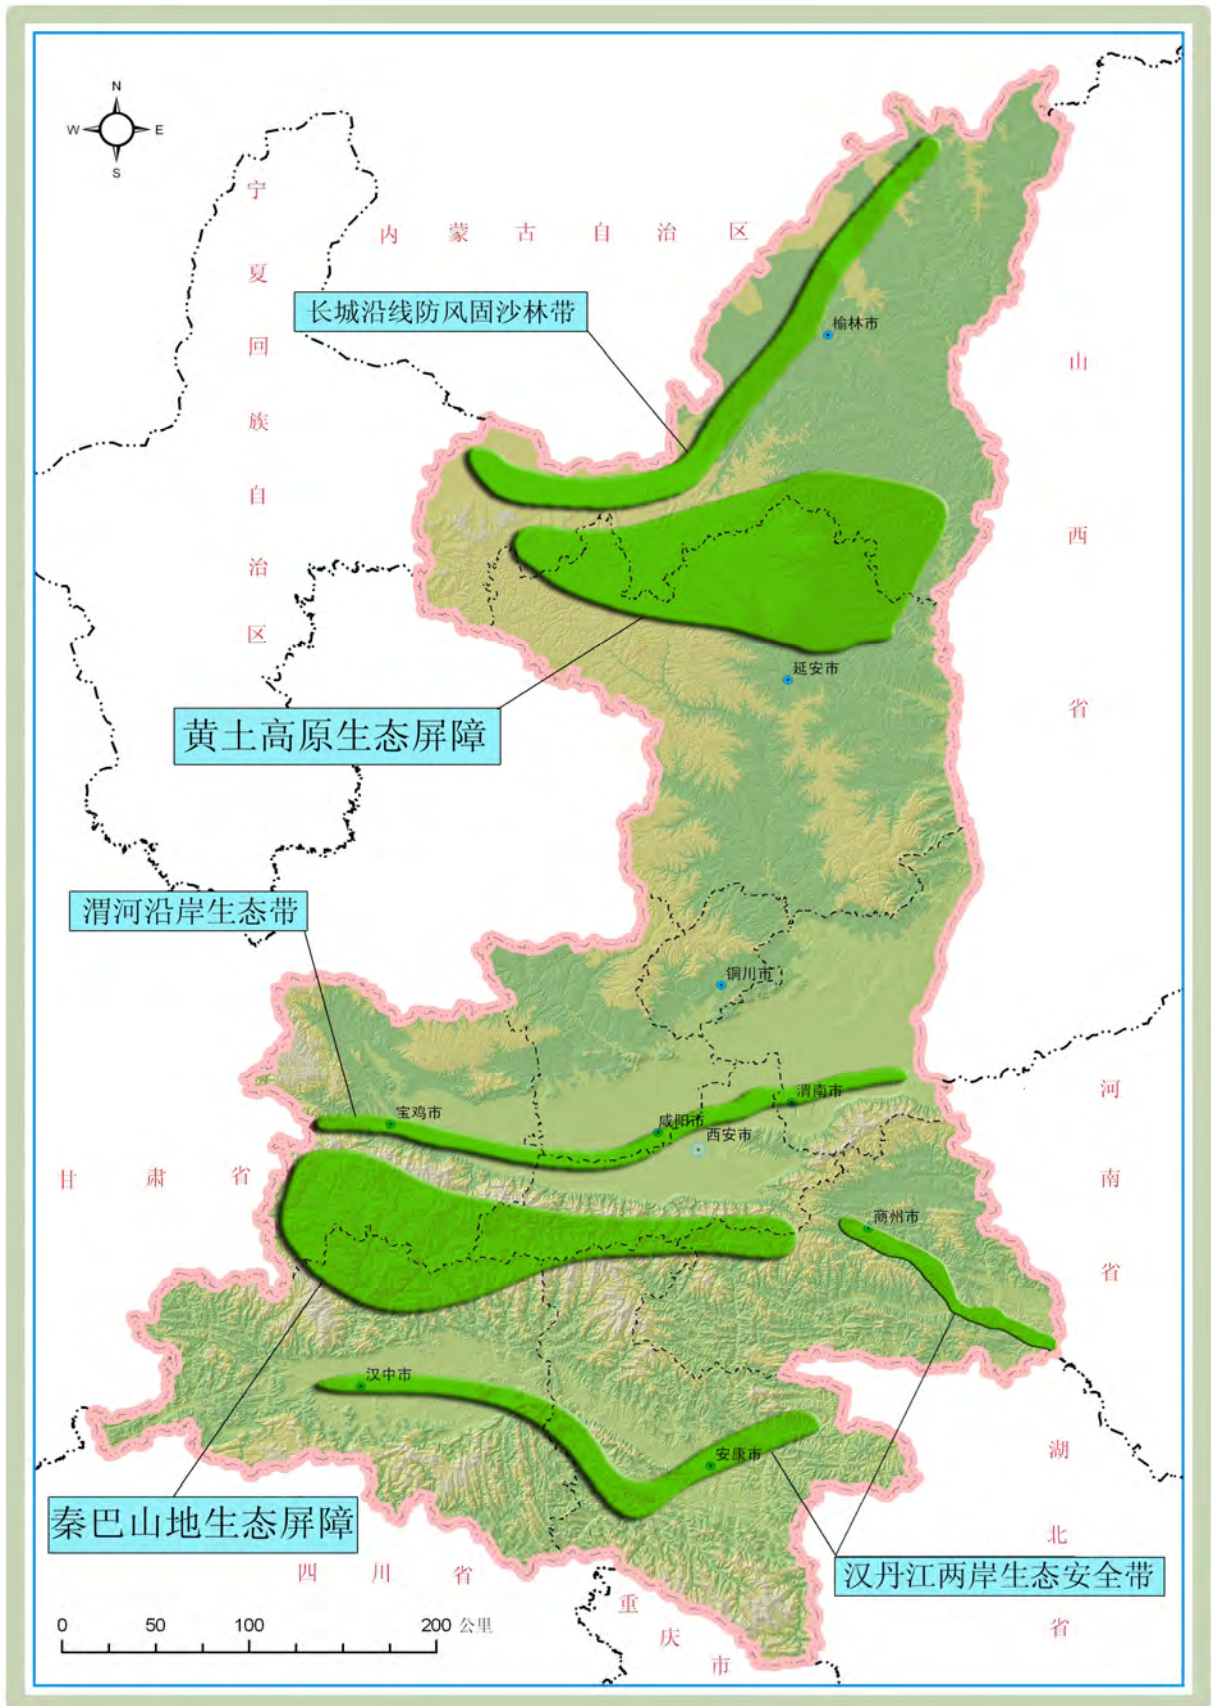 N
W
E
S
宁夏回族自治区
内蒙古自治区
长城沿线防风固沙林带
榆林市
山西省
延安市
黄土高原生态屏障
渭河沿岸生态带
铜川市
宝鸡市
渭南市
咸阳市
西安市
甘肃省
河南省
商州市
汉中市
安康市
秦巴山地生态屏障
湖北省
汉丹江两岸生态安全带
四川省
重庆市
0 50 100 200 公里